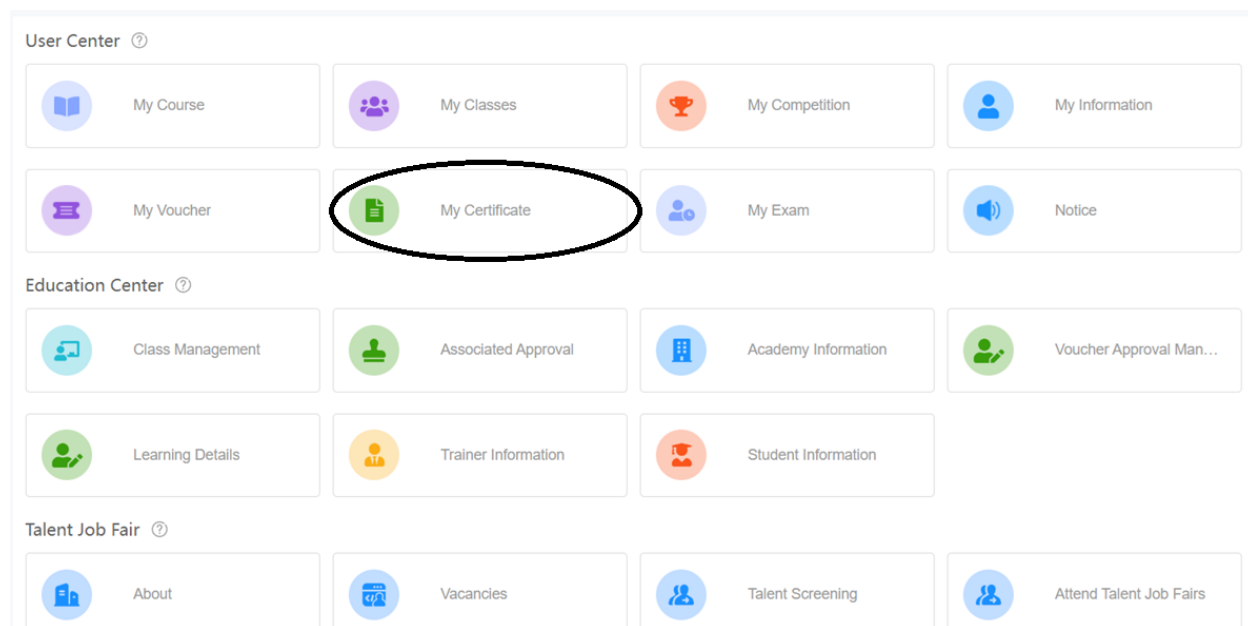 User Center
My Course
My Classes
My Competition
My Information
My Voucher
My Certificate
My Exam
Notice
Education Center
Class Management
Associated Approval
Academy Information
Voucher Approval Man...
Learning Details
Trainer Information
Student Information
Talent Job Fair
About
Vacancies
Talent Screening
Attend Talent Job Fairs